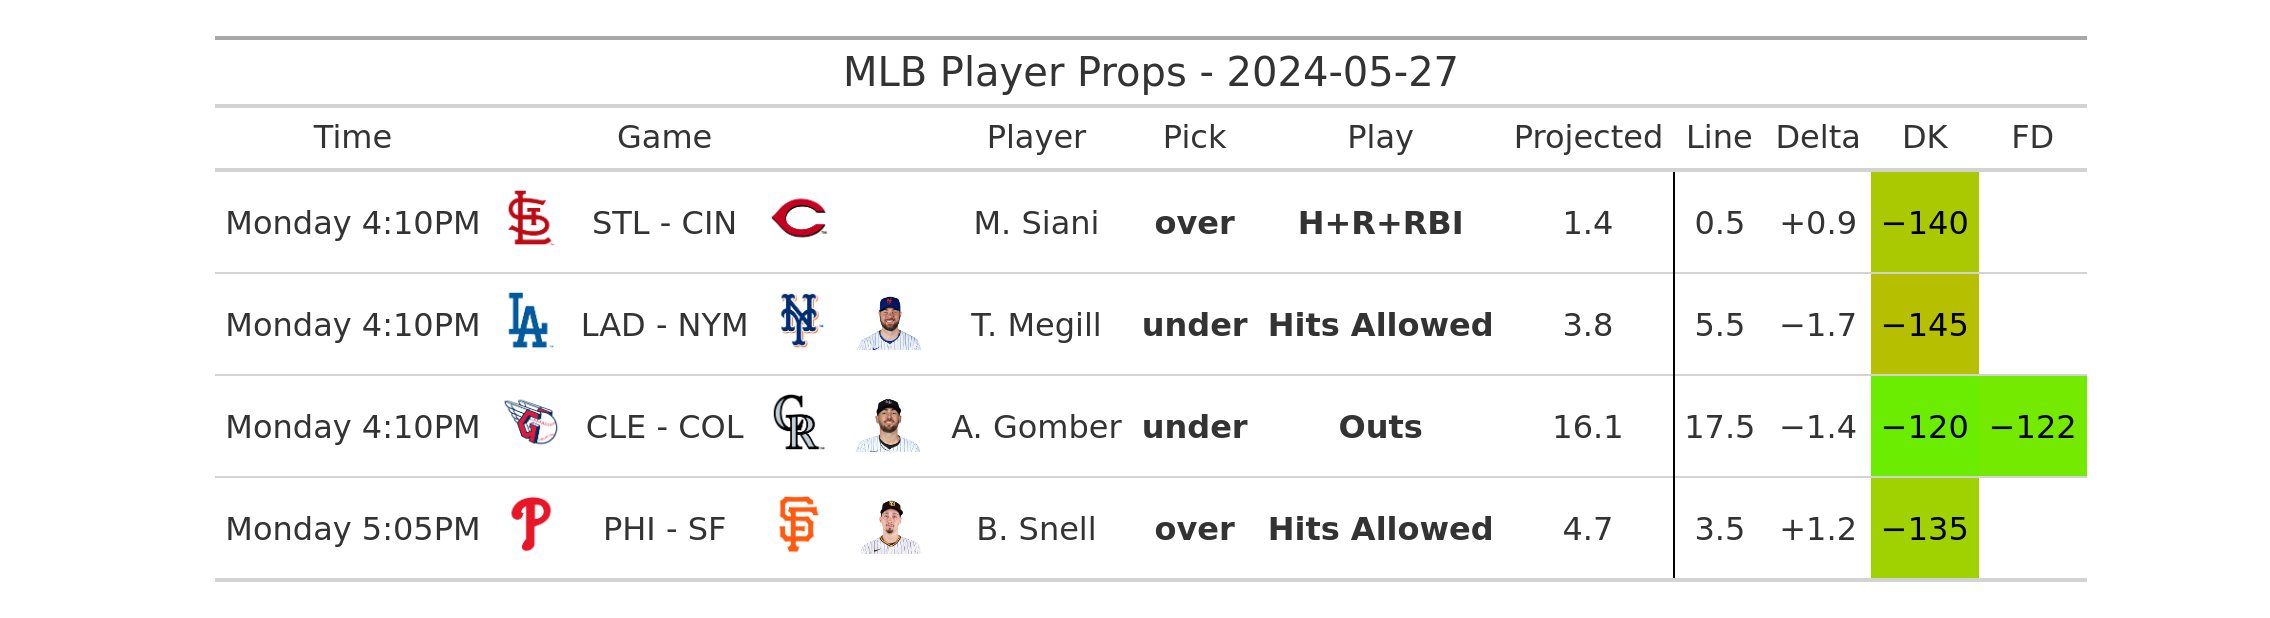 MLB Player Props - 2024-05-27
Time Game Player Pick Play Projected Line Delta DK FD
Monday 4:10PM STL - CIN M. Siani over H+R+RBI 1.4 0.5 +0.9 −140
Monday 4:10PM LAD - NYM T. Megill under Hits Allowed 3.8 5.5 −1.7 −145
Monday 4:10PM CLE - COL A. Gomber under Outs 16.1 17.5 −1.4 −120 −122
Monday 5:05PM PHI - SF B. Snell over Hits Allowed 4.7 3.5 +1.2 −135